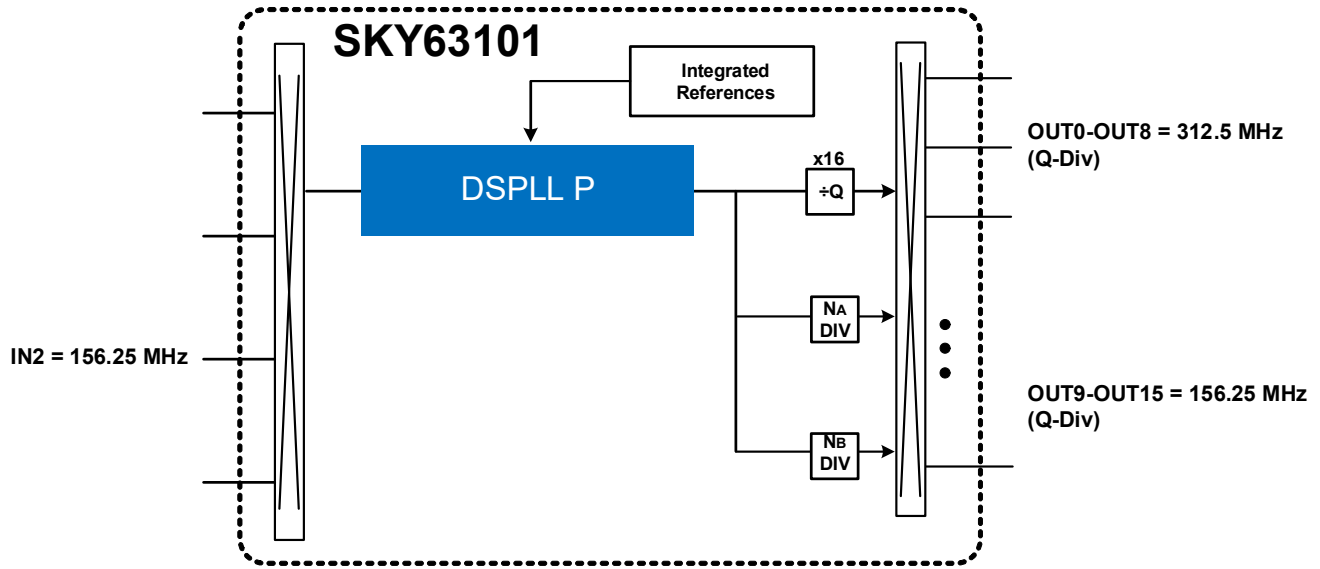 SKY63101
Integrated
References
DSPLL P
x16
÷Q
NA
DIV
NB
DIV
IN2 = 156.25 MHz
OUT0-OUT8 = 312.5 MHz
(Q-Div)
OUT9-OUT15 = 156.25 MHz
(Q-Div)